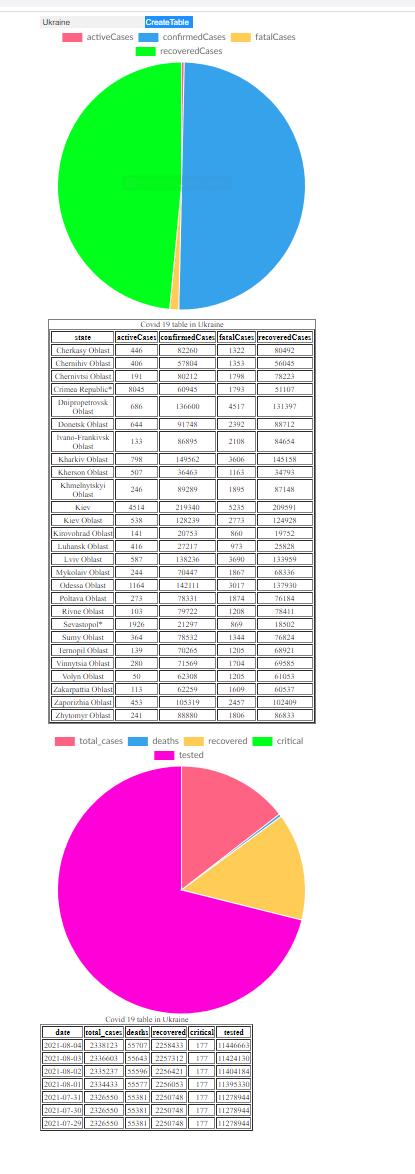 Ukraine CreateTable
activeCases confirmedCases fatalCases
recoveredCases
Covid 19 table in Ukraine
state activeCases confirmedCases fatalCases recoveredCases
Cherkasy Oblast 446 82260 1322 80492
Chernihiv Oblast 406 57804 1353 56045
Chernivtsi Oblast 191 80212 1798 78223
Crimea Republic* 8045 60945 1793 51107
Dnipropetrovsk
Oblast 686 136600 4517 131397
Donetsk Oblast 644 91748 2392 88712
Ivano-Frankivsk
Oblast 133 86895 2108 84654
Kharkiv Oblast 798 149562 3606 145158
Kherson Oblast 507 36463 1163 34793
Khmelnytskyi
Oblast 246 89289 1895 87148
Kiev 4514 219340 5235 209591
Kiev Oblast 538 128239 2773 124928
Kirovohrad Oblast 141 20753 860 19752
Luhansk Oblast 416 27217 973 25828
Lviv Oblast 587 138236 3690 133959
Mykolaiv Oblast 244 70447 1867 68336
Odessa Oblast 1164 142111 3017 137930
Poltava Oblast 273 78331 1874 76184
Rivne Oblast 103 79722 1208 78411
Sevastopol* 1926 21297 869 18502
Sumy Oblast 364 78532 1344 76824
Ternopil Oblast 139 70265 1205 68921
Vinnytsia Oblast 280 71569 1704 69585
Volyn Oblast 50 62308 1205 61053
Zakarpattia Oblast 113 62259 1609 60537
Zaporizhia Oblast 453 105319 2457 102409
Zhytomyr Oblast 241 88880 1806 86833
total_cases deaths recovered critical
tested
Covid 19 table in Ukraine
date total_cases deaths recovered critical tested
2021-08-04 2338123 55707 2258433 177 11446663
2021-08-03 2336603 55643 2257312 177 11424130
2021-08-02 2335237 55596 2256421 177 11404184
2021-08-01 2334433 55577 2256053 177 11395330
2021-07-31 2326550 55381 2250748 177 11278944
2021-07-30 2326550 55381 2250748 177 11278944
2021-07-29 2326550 55381 2250748 177 11278944